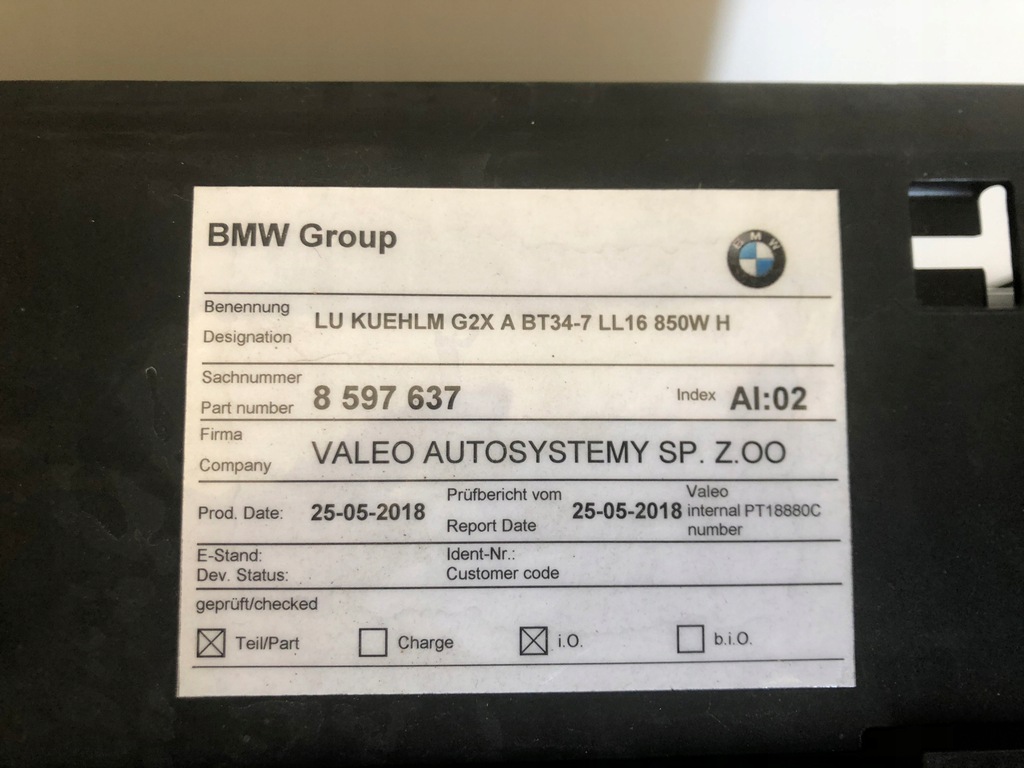 BMW Group
BMW
Benennung
Designation
LU KUEHLM G2X A BT34-7 LL16 850W H
Sachnummer
Part number
8 597 637
Index AI:02
Firma
Company
VALEO AUTOSYSTEMY SP. Z.OO
Prod. Date: 25-05-2018
Prüfbericht vom
Report Date
25-05-2018
Valeo
internal PT18880C
number
E-Stand:
Dev. Status:
Ident-Nr.:
Customer code
geprüft/checked
Teil/Part Charge i.O. b.i.O.